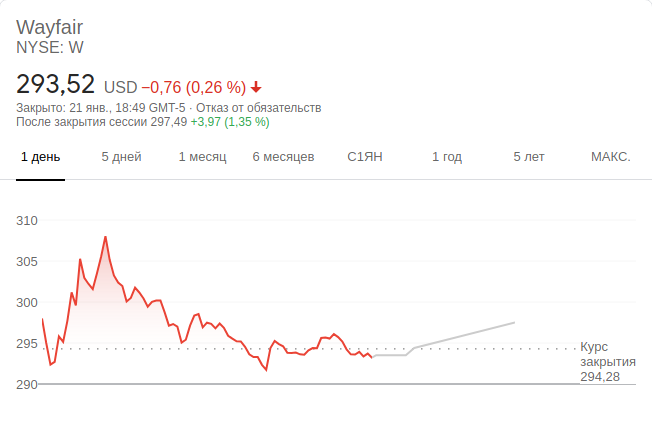 Wayfair
NYSE: W
293,52 USD −0,76 (0,26 %)
Закрыто: 21 янв., 18:49 GMT-5 · Отказ от обязательств
После закрытия сессии 297,49 +3,97 (1,35 %)
1 день 5 дней 1 месяц 6 месяцев С1ЯН 1 год 5 лет МАКС.
310
305
300
295
290
Курс
закрытия
294,28